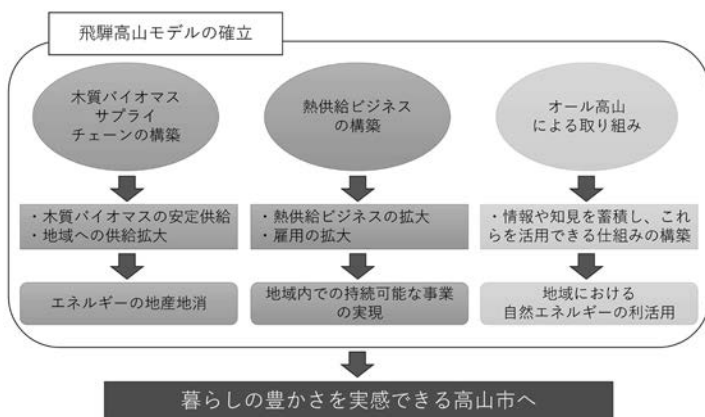 飛騨高山モデルの確立
木質バイオマス
サプライ
チェーンの構築
・木質バイオマスの安定供給
・地域への供給拡大
エネルギーの地産地消
熱供給ビジネス
の構築
・熱供給ビジネスの拡大
・雇用の拡大
地域内での持続可能な事業
の実現
オール高山
による取り組み
・情報や知見を蓄積し、これ
らを活用できる仕組みの構築
地域における
自然エネルギーの利活用
暮らしの豊かさを実感できる高山市へ